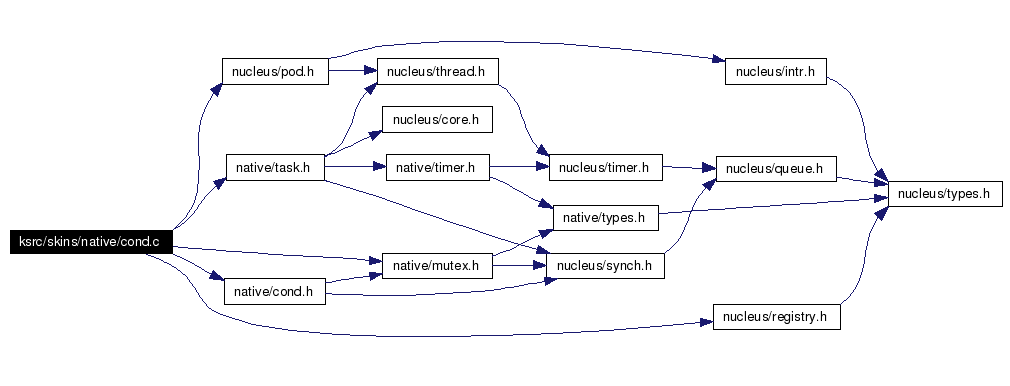 nucleus/pod.h
nucleus/thread.h
nucleus/intr.h
nucleus/core.h
native/task.h
native/timer.h
nucleus/timer.h
nucleus/queue.h
nucleus/types.h
native/types.h
ksrc/skins/native/cond.c
native/mutex.h
nucleus/synch.h
native/cond.h
nucleus/registry.h